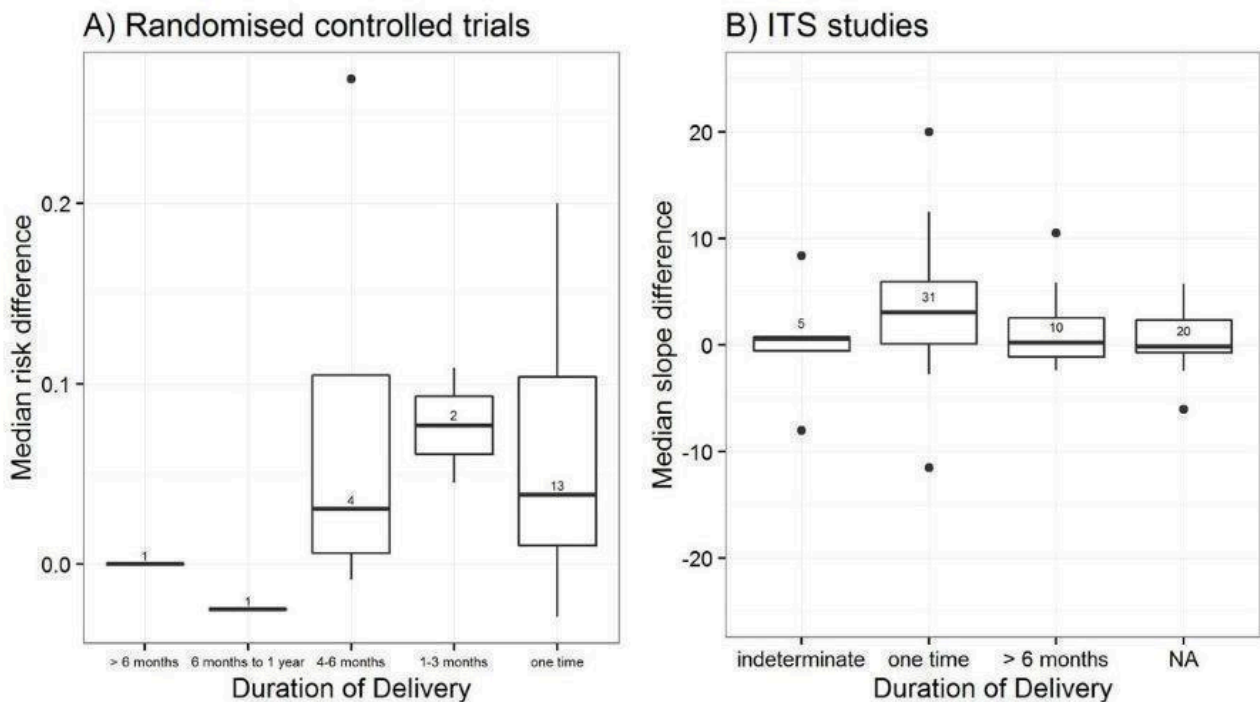 A) Randomised controlled trials
Median risk difference
0.2
0.1
0.0
1
1
4
2
13
> 6 months
6 months to 1 year
4-6 months
1-3 months
one time
Duration of Delivery
B) ITS studies
Median slope difference
20
10
0
-10
-20
5
31
10
20
indeterminate
one time
> 6 months
NA
Duration of Delivery